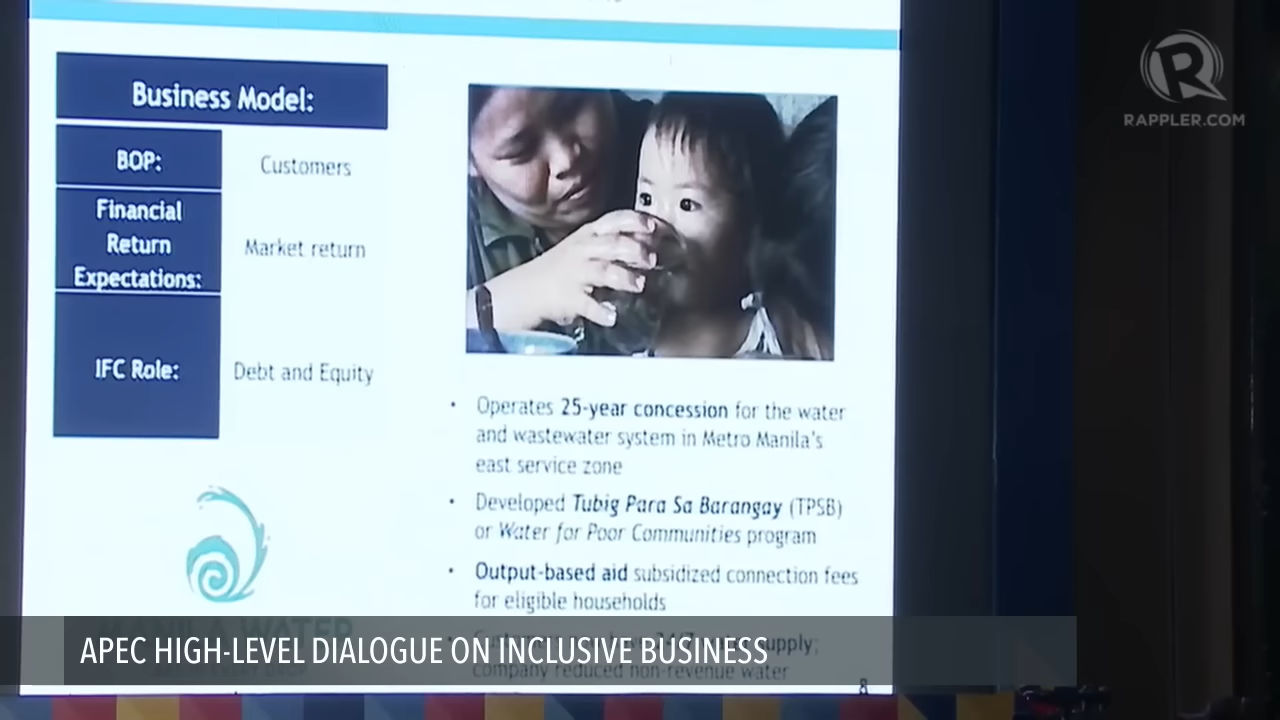 Business Model:
BOP:
Customers
Financial
Return
Expectations:
Market return
IFC Role:
Debt and Equity
• Operates 25-year concession for the water
and wastewater system in Metro Manila's
east service zone
• Developed Tubig Para Sa Barangay (TPSB)
or Water for Poor Communities program
• Output-based aid subsidized connection fees
for eligible households
supply;
company reduced non-revenue water
MANILA WATER
8
APEC HIGH-LEVEL DIALOGUE ON INCLUSIVE BUSINESS
R
RAPPLER.COM